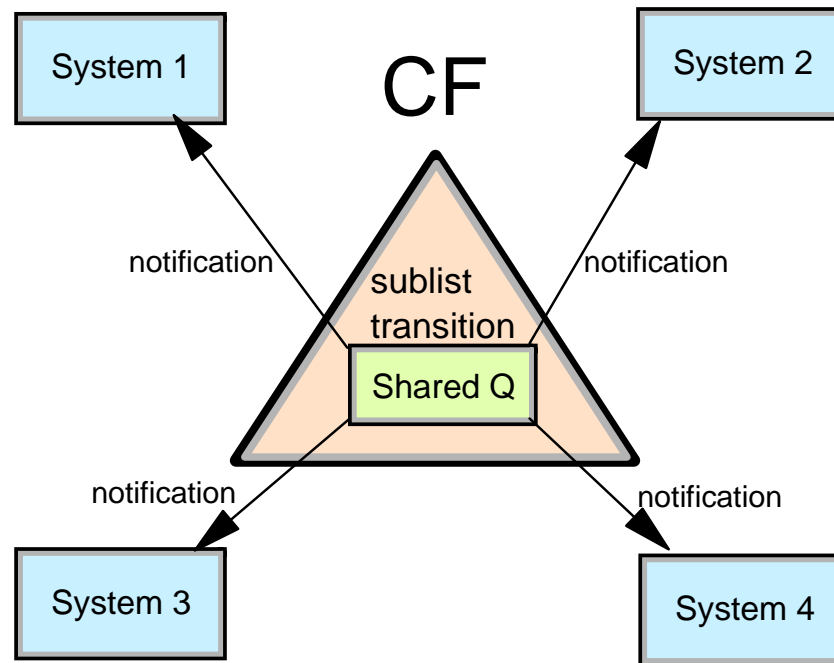 System 1
CF
System 2
notification
notification
sublist
transition
Shared Q
notification
notification
System 3
System 4